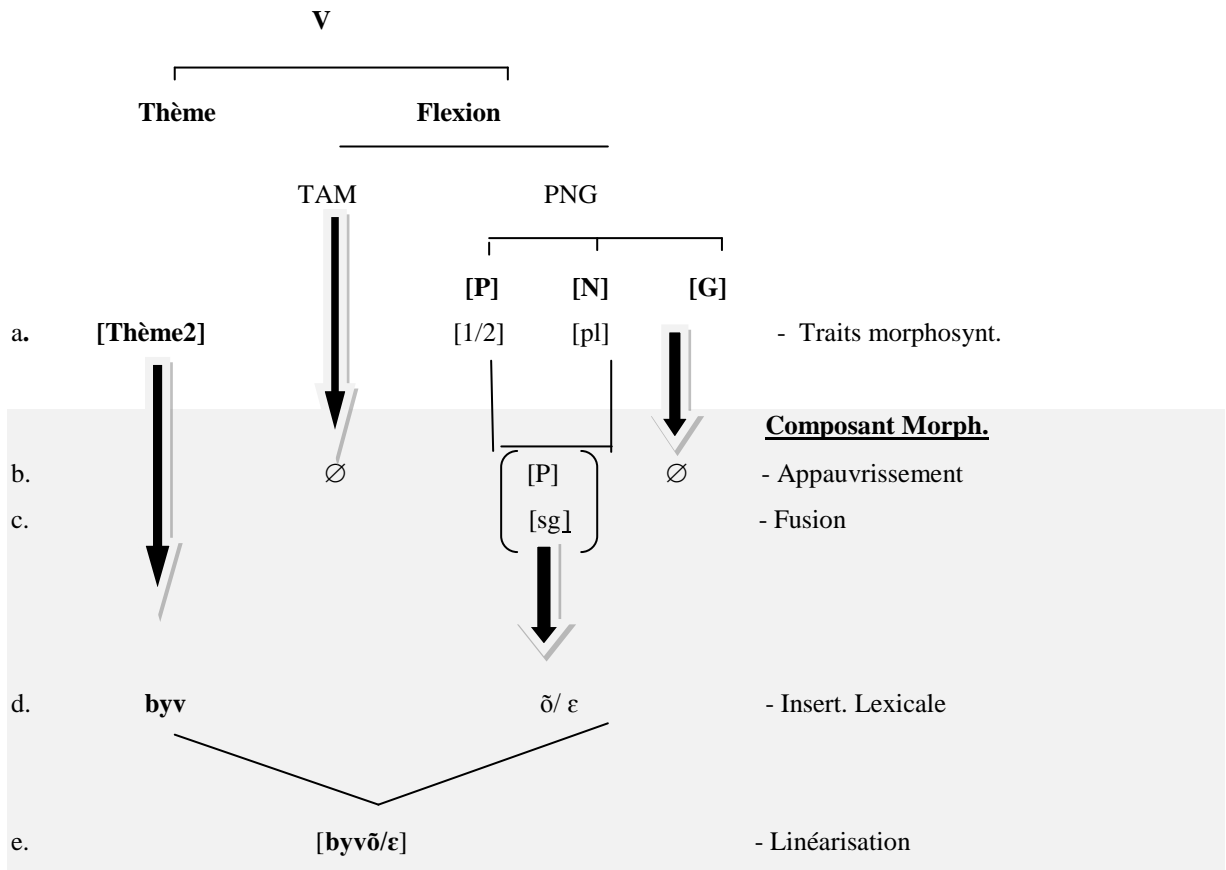 V
Thème Flexion
TAM PNG
[P] [N] [G]
a. [Thème2] [1/2] [pl] - Traits morphosynt.
Composant Morph.
b. ∅ [P] ∅ - Appauvrissement
c. [sg] - Fusion
d. byv õ/ ε - Insert. Lexicale
e. [byvõ/ε] - Linéarisation